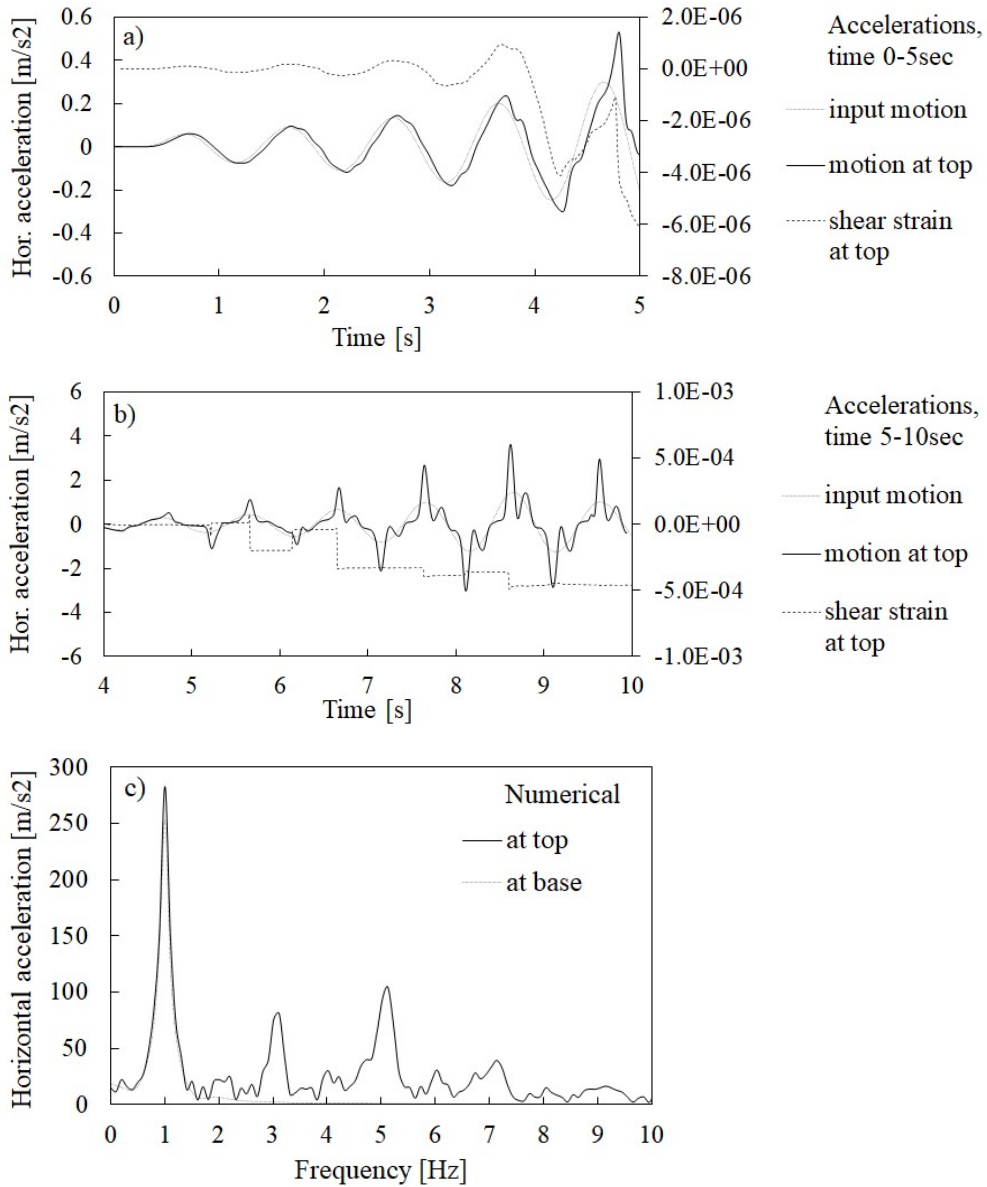 a)
Hor. acceleration [m/s2]
0.6
0.4
0.2
0
-0.2
-0.4
-0.6
2.0E-06
0.0E+00
-2.0E-06
-4.0E-06
-6.0E-06
-8.0E-06
0 1 2 3 4 5
Time [s]
Accelerations,
time 0-5sec
input motion
motion at top
shear strain
at top
b)
Hor. acceleration [m/s2]
6
4
2
0
-2
-4
-6
1.0E-03
5.0E-04
0.0E+00
-5.0E-04
-1.0E-03
4 5 6 7 8 9 10
Time [s]
Accelerations,
time 5-10sec
input motion
motion at top
shear strain
at top
c)
Horizontal acceleration [m/s2]
300
250
200
150
100
50
0
Numerical
at top
at base
0 1 2 3 4 5 6 7 8 9 10
Frequency [Hz]